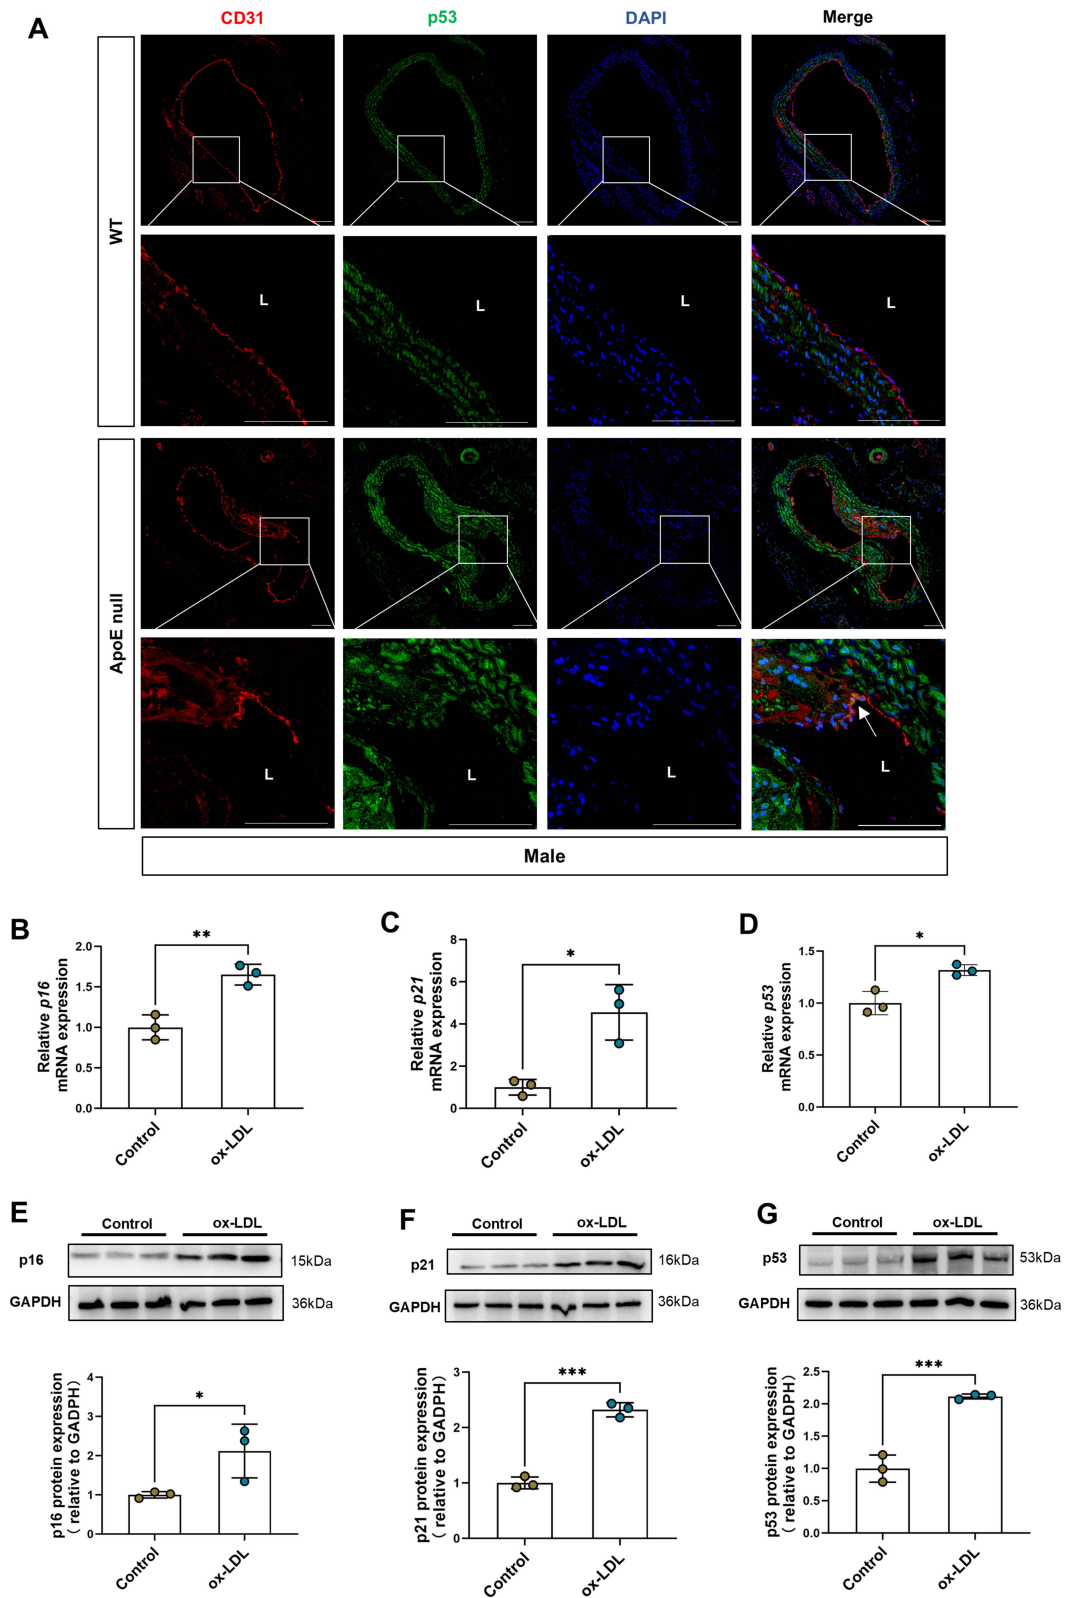 A
CD31 p53 DAPI Merge
WT
L L L L
ApoE null
L L L L
Male
B
**
Relative p16
mRNA expression
2.0
1.5
1.0
0.5
0.0
Control ox-LDL
C
*
Relative p21
mRNA expression
8
6
4
2
0
Control ox-LDL
D
*
Relative p53
mRNA expression
1.5
1.0
0.5
0.0
Control ox-LDL
E
Control ox-LDL
p16 15kDa
GAPDH 36kDa
*
p16 protein expression
( relative to GADPH)
4
3
2
1
0
Control ox-LDL
F
Control ox-LDL
p21 16kDa
GAPDH 36kDa
***
p21 protein expression
( relative to GADPH)
3
2
1
0
Control ox-LDL
G
Control ox-LDL
p53 53kDa
GAPDH 36kDa
***
p53 protein expression
( relative to GADPH)
2.5
2.0
1.5
1.0
0.5
0.0
Control ox-LDL